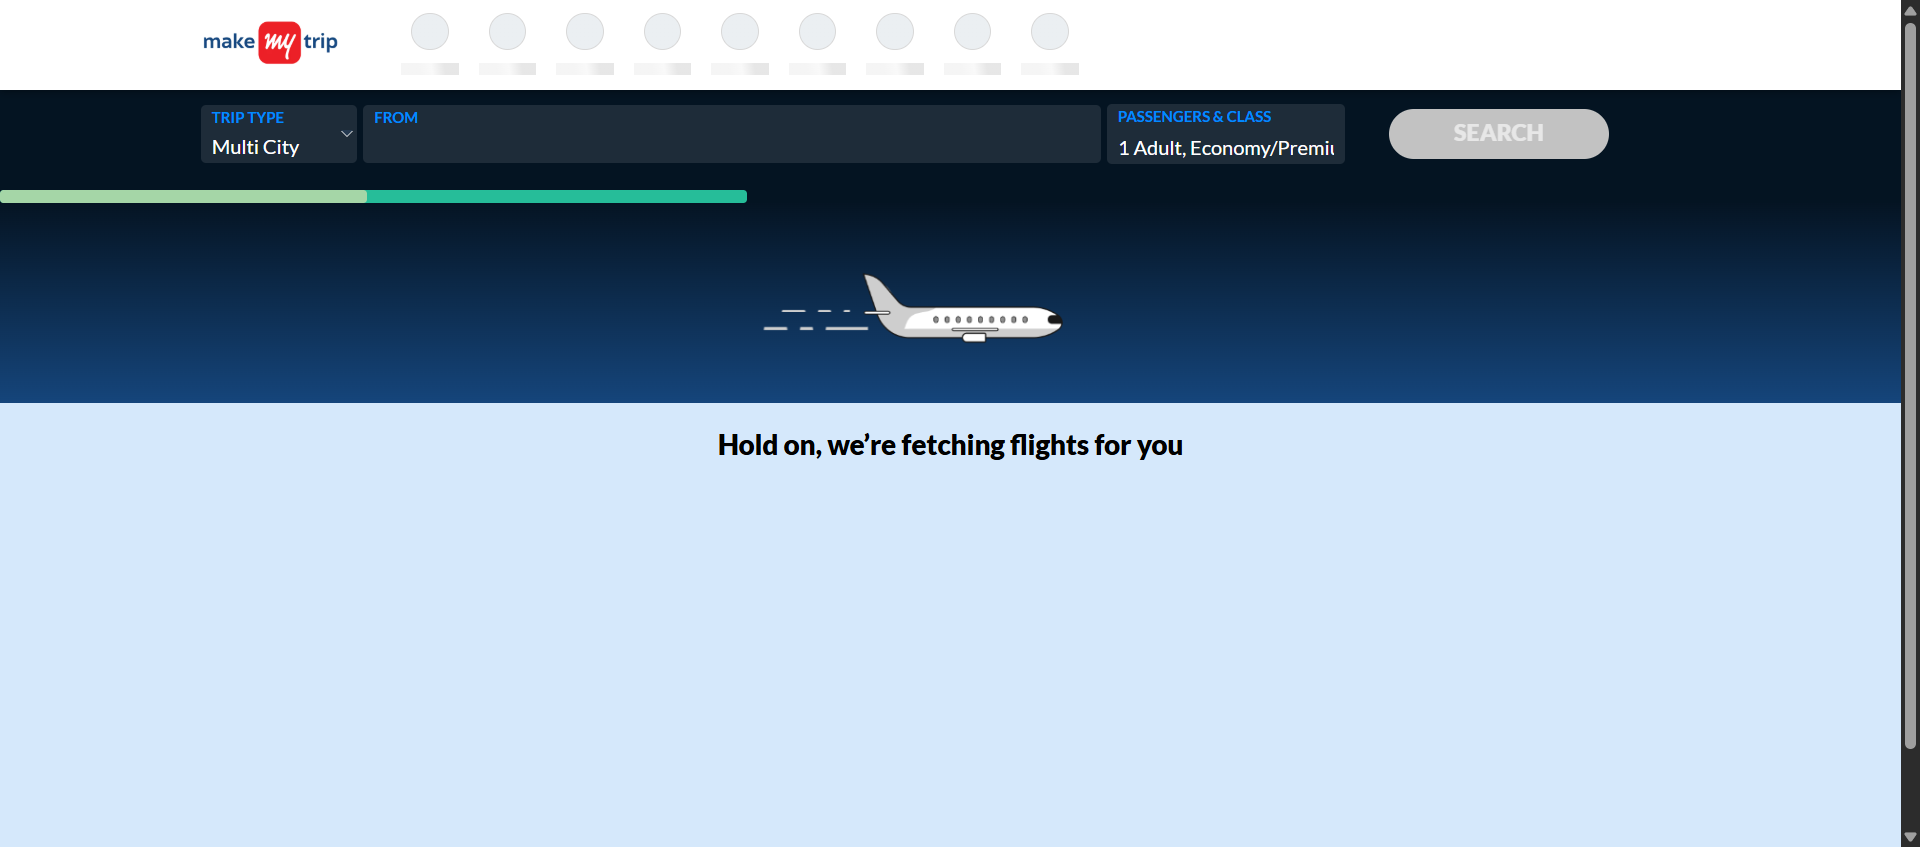 make my trip
TRIP TYPE
Multi City
FROM
PASSENGERS & CLASS
1 Adult, Economy/Premiu
SEARCH
Hold on, we’re fetching flights for you